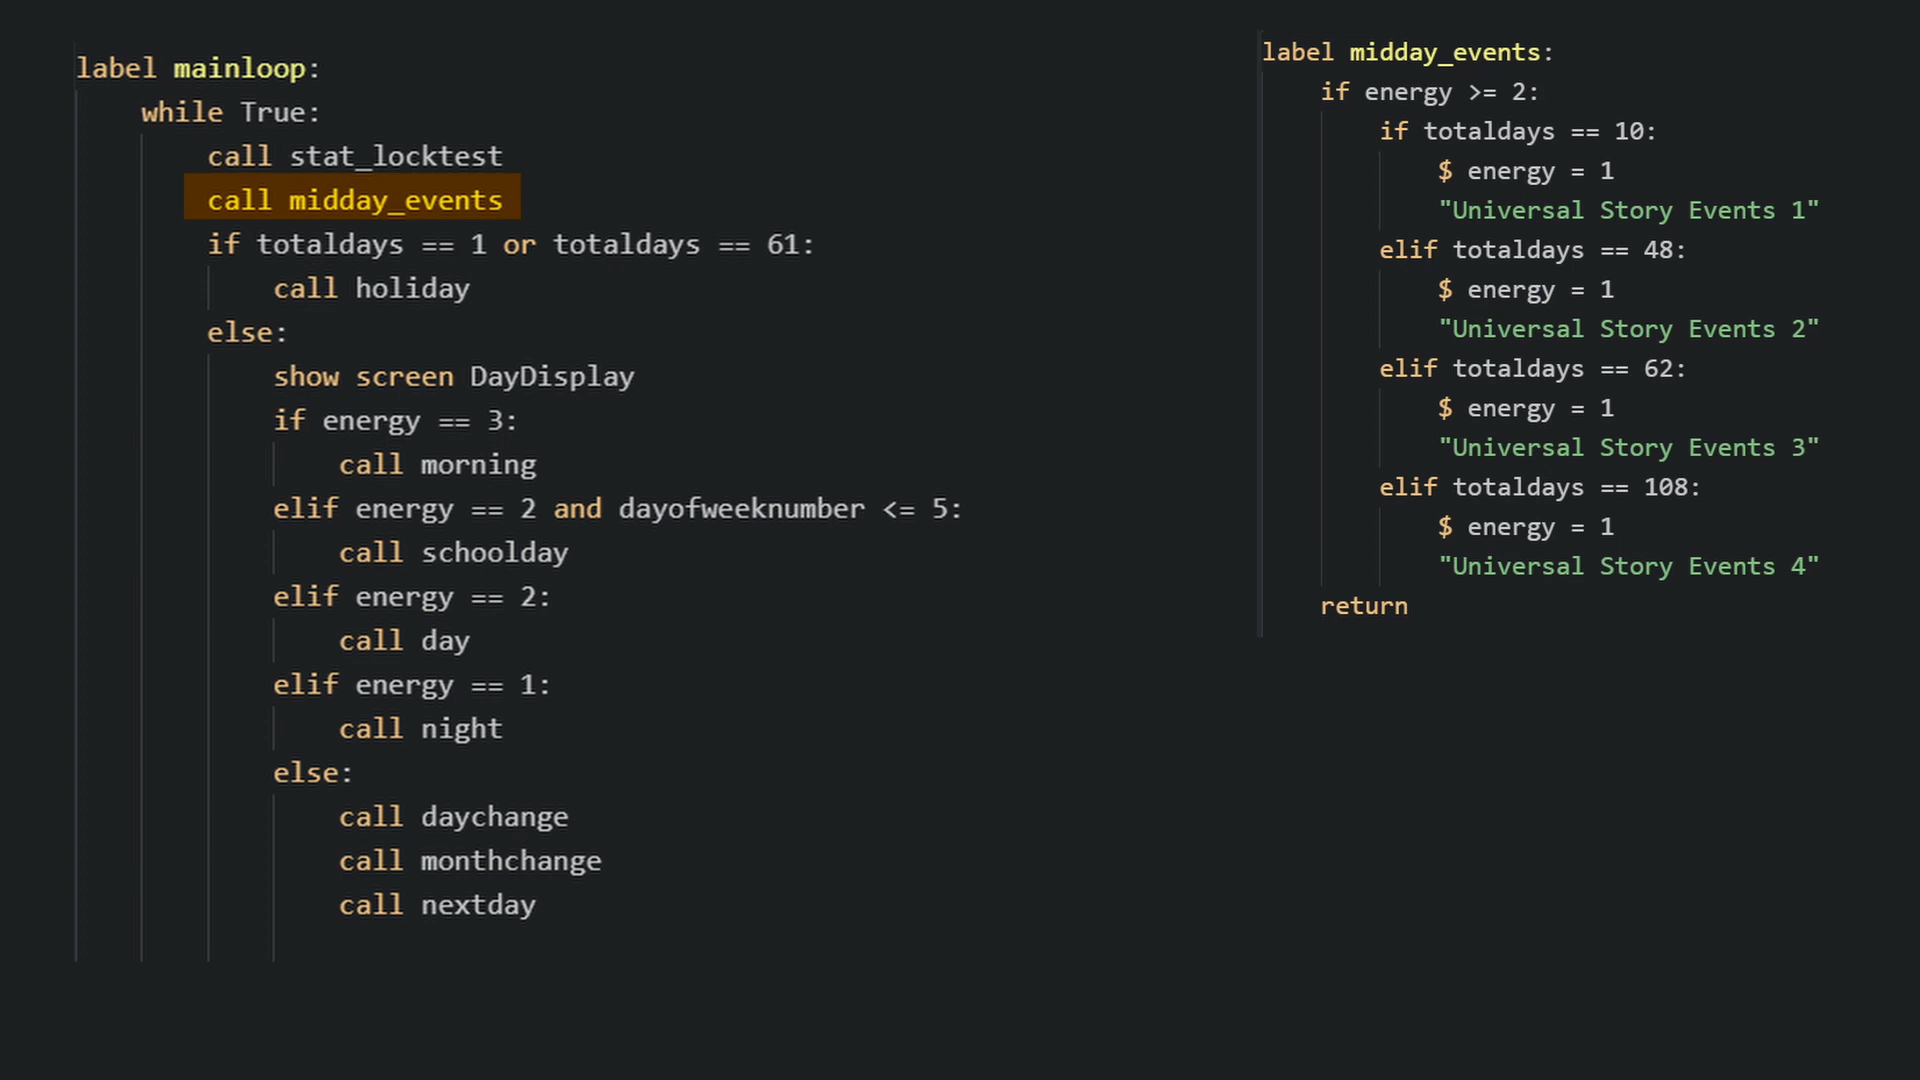 label mainloop:
while True:
call stat_locktest
call midday_events
if totaldays == 1 or totaldays == 61:
call holiday
else:
show screen DayDisplay
if energy == 3:
call morning
elif energy == 2 and dayofweeknumber <= 5:
call schoolday
elif energy == 2:
call day
elif energy == 1:
call night
else:
call daychange
call monthchange
call nextday
label midday_events:
if energy >= 2:
if totaldays == 10:
$ energy = 1
"Universal Story Events 1"
elif totaldays == 48:
$ energy = 1
"Universal Story Events 2"
elif totaldays == 62:
$ energy = 1
"Universal Story Events 3"
elif totaldays == 108:
$ energy = 1
"Universal Story Events 4"
return